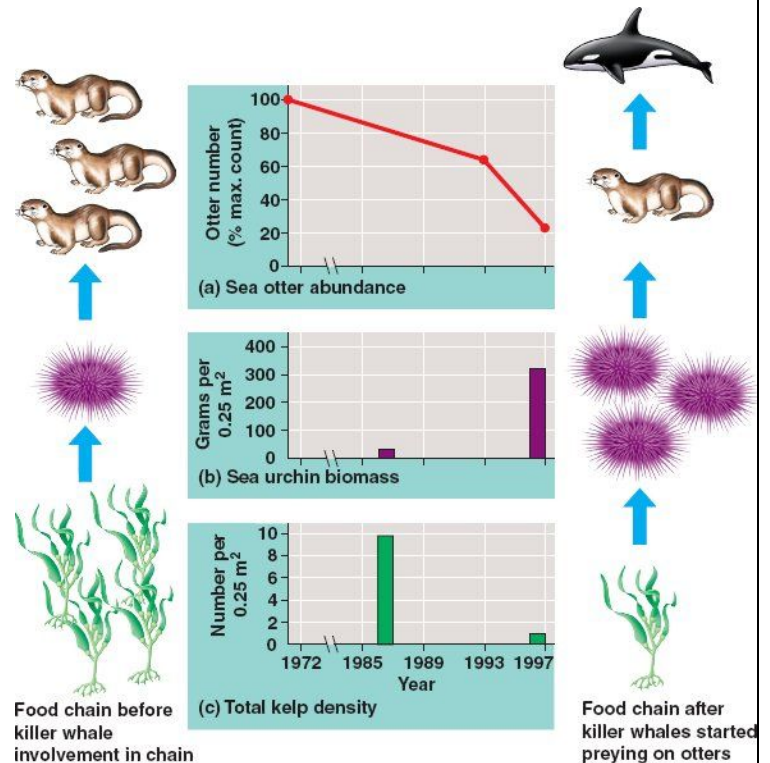 100
80
60
40
20
0
Otter number
(% max. count)
(a) Sea otter abundance
400
300
200
100
0
Grams per
0.25 m²
(b) Sea urchin biomass
10
8
6
4
2
0
Number per
0.25 m²
1972 1985 1989 1993 1997
Year
(c) Total kelp density
Food chain before
killer whale
involvement in chain
Food chain after
killer whales started
preying on otters